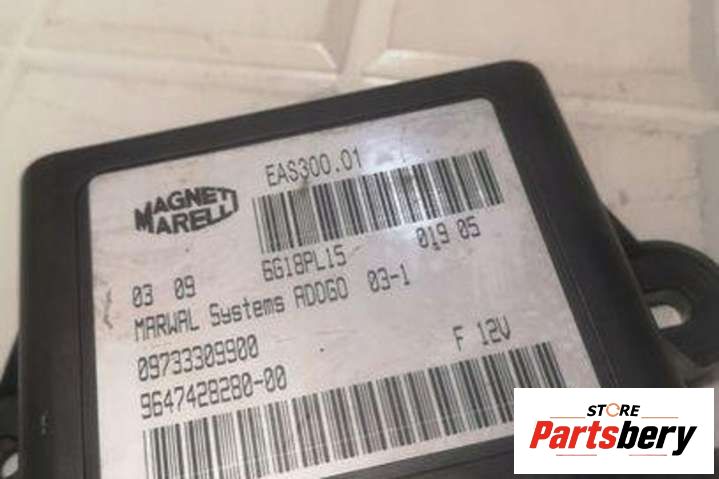 EAS300.01
MAGNETI
MARELLI
6G18PL15 019 05
03 09
MARWAL Systems ADOGO 03-1
09733309900
F 12V
9647428280-00
STORE
Partsbery